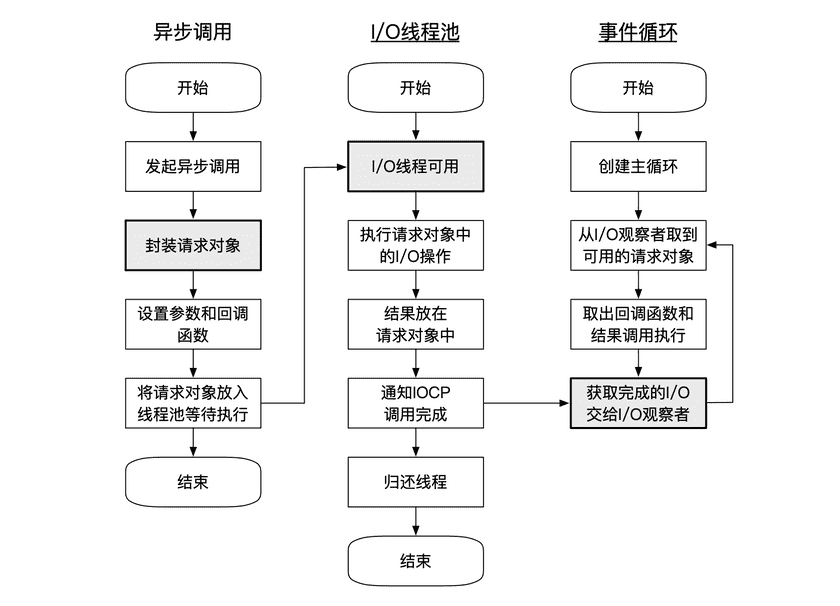 异步调用
开始
发起异步调用
封装请求对象
设置参数和回调
函数
将请求对象放入
线程池等待执行
结束
I/O线程池
开始
I/O线程可用
执行请求对象中
的I/O操作
结果放在
请求对象中
通知IOCP
调用完成
归还线程
结束
事件循环
开始
创建主循环
从I/O观察者取到
可用的请求对象
取出回调函数和
结果调用执行
获取完成的I/O
交给I/O观察者